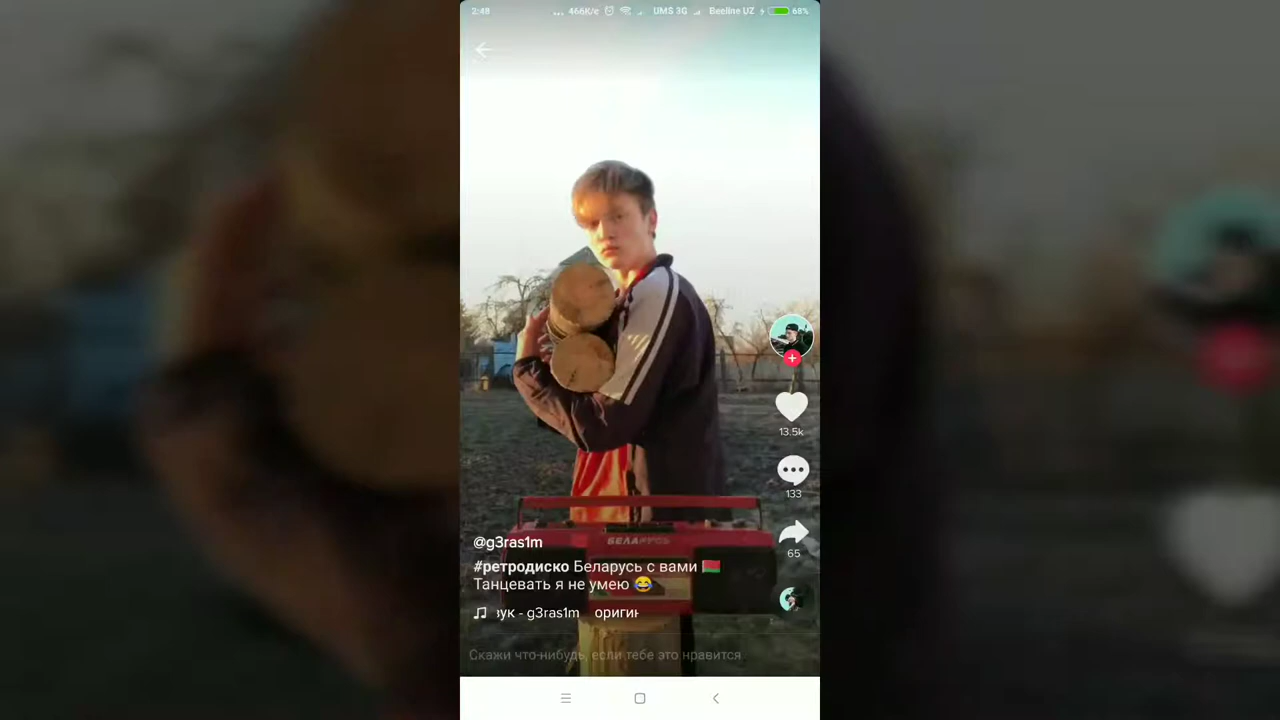 2:48 ... 466K/c UMS 3G Beeline UZ 68%
13.5k
133
65
БЕЛАРУСЬ
@g3ras1m
#ретродиско Беларусь с вами 🇧🇾
Танцевать я не умею 😂
зук - g3ras1m оригин
Скажи что-нибудь, если тебе это нравится